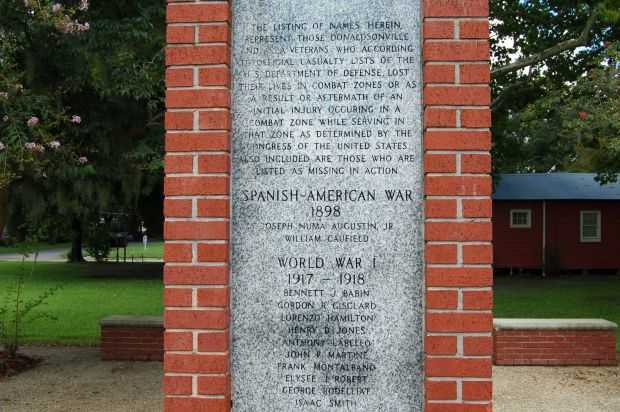 THE LISTING OF NAMES HEREIN,
REPRESENT THOSE DONALDSONVILLE
AREA VETERANS, WHO ACCORDING
TO OFFICIAL CASUALTY LISTS OF THE
U.S. DEPARTMENT OF DEFENSE, LOST
THEIR LIVES IN COMBAT ZONES OR AS
A RESULT OR AFTERMATH OF AN
INITIAL INJURY OCCURING IN A
COMBAT ZONE WHILE SERVING IN
THAT ZONE AS DETERMINED BY THE
CONGRESS OF THE UNITED STATES.
ALSO INCLUDED ARE THOSE WHO ARE
LISTED AS MISSING IN ACTION.
SPANISH-AMERICAN WAR
1898
JOSEPH NUMA AUGUSTIN, JR.
WILLIAM CAUFIELD
WORLD WAR I
1917 - 1918
BENNETT J. BABIN
GORDON R. GISCLARD
LORENZO HAMILTON
HENRY D. JONES
ANTHONY LABELLO
JOHN P. MARTINE
FRANK MONTALBANO
ELYSEE J. ROBERT
GEORGE
ISAAC SMITH